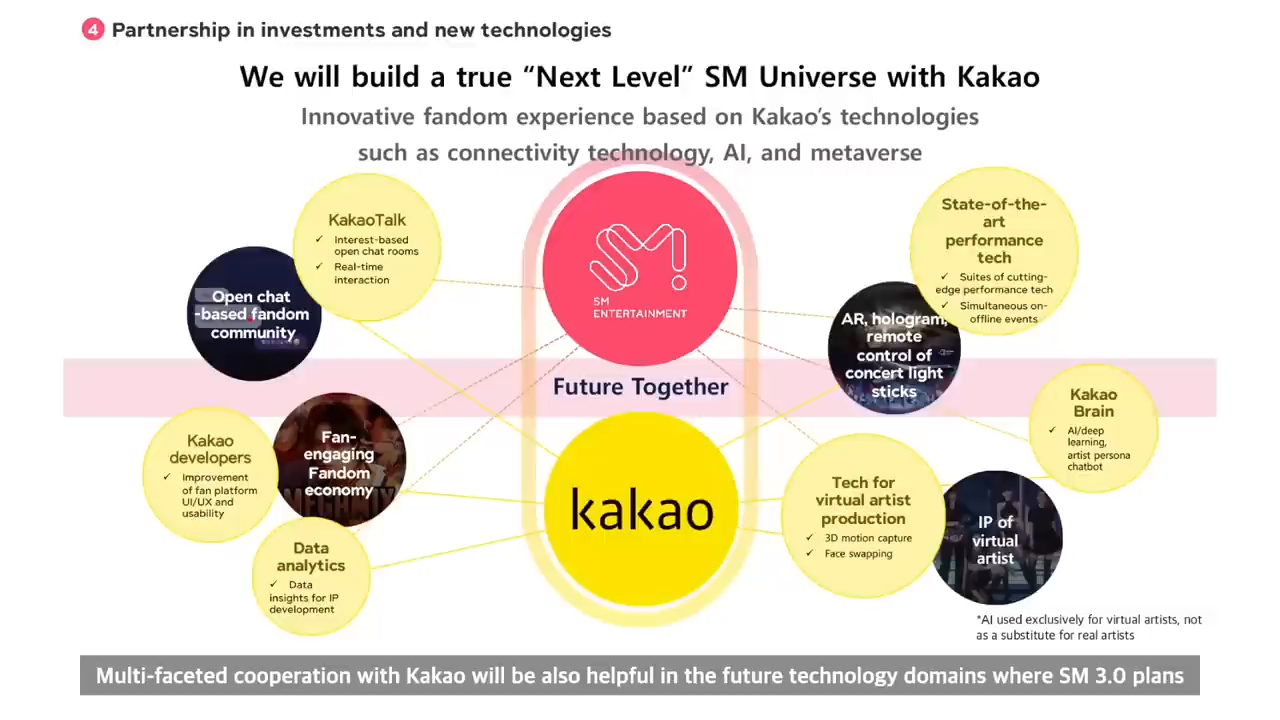 4 Partnership in investments and new technologies
We will build a true “Next Level” SM Universe with Kakao
Innovative fandom experience based on Kakao’s technologies
such as connectivity technology, AI, and metaverse
KakaoTalk
✓ Interest-based
open chat rooms
✓ Real-time
interaction
Open chat
-based fandom
community
Kakao
developers
✓ Improvement
of fan platform
UI/UX and
usability
Fan-
engaging
Fandom
economy
Data
analytics
✓ Data
insights for IP
development
SM
ENTERTAINMENT
Future Together
kakao
State-of-the-
art
performance
tech
✓ Suites of cutting-
edge performance tech
✓ Simultaneous on-
offline events
AR, hologram,
remote
control of
concert light
sticks
Kakao
Brain
✓ AI/deep
learning,
artist persona
chatbot
Tech for
virtual artist
production
✓ 3D motion capture
✓ Face swapping
IP of
virtual
artist
*AI used exclusively for virtual artists, not
as a substitute for real artists
Multi-faceted cooperation with Kakao will be also helpful in the future technology domains where SM 3.0 plans